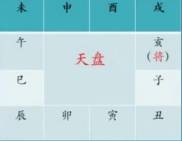 未 申 酉 戌
午 天盘 亥
(将)
巳 子
辰 卯 寅 丑